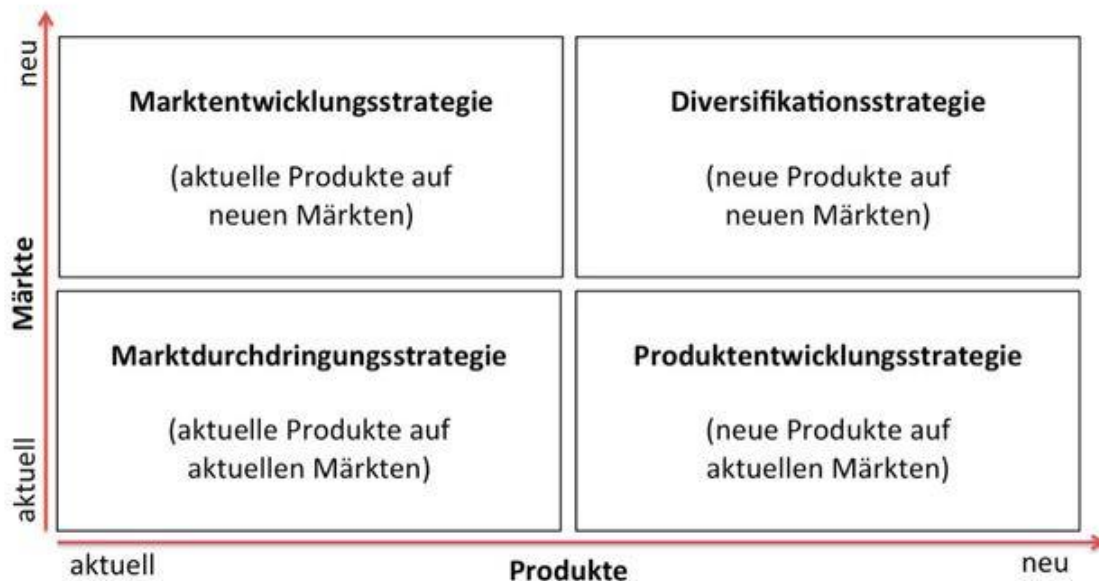 neu
Marktentwicklungsstrategie
(aktuelle Produkte auf
neuen Märkten)
Diversifikationsstrategie
(neue Produkte auf
neuen Märkten)
Märkte
Marktdurchdringungsstrategie
(aktuelle Produkte auf
aktuellen Märkten)
Produktentwicklungsstrategie
(neue Produkte auf
aktuellen Märkten)
aktuell
aktuell
Produkte
neu